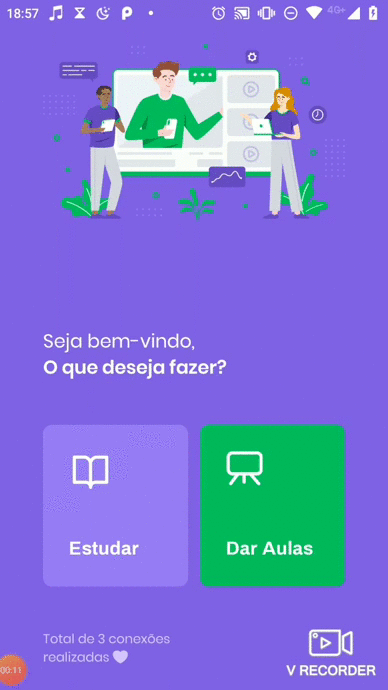 18:57
4G+
Seja bem-vindo,
O que deseja fazer?
Estudar
Dar Aulas
Total de 3 conexões
realizadas
00:11
V RECORDER